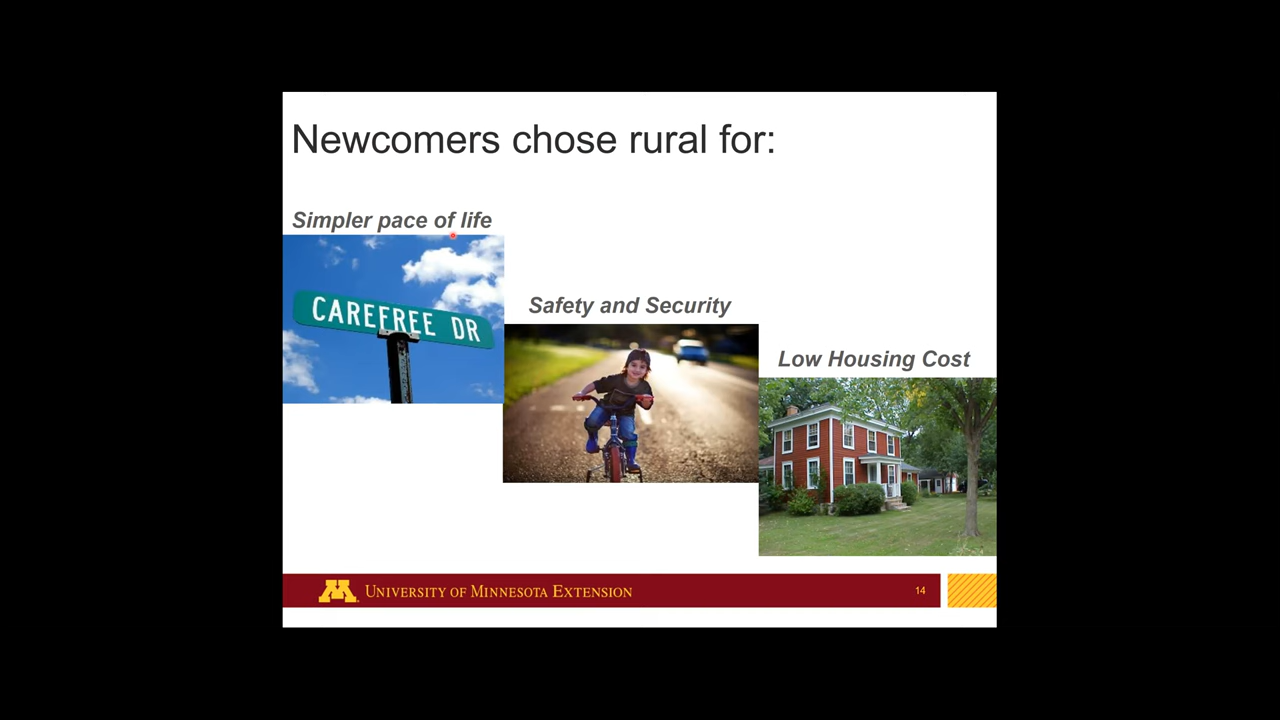 Newcomers chose rural for:
Simpler pace of life
CAREFREE DR
Safety and Security
Low Housing Cost
UNIVERSITY OF MINNESOTA EXTENSION
14